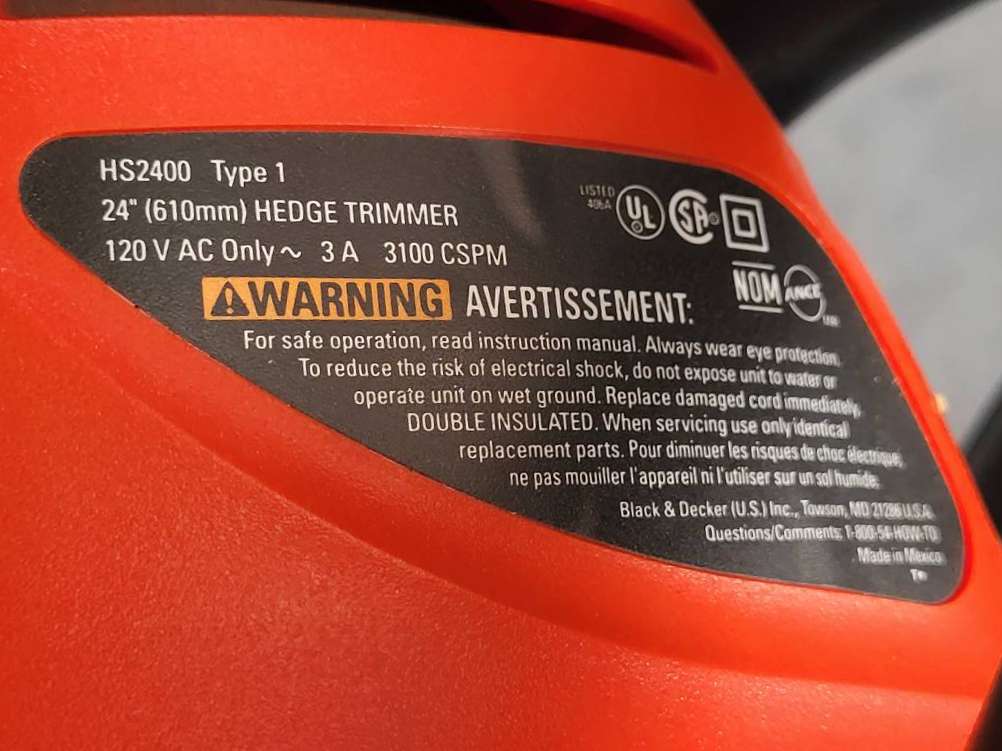 HS2400 Type 1
24" (610mm) HEDGE TRIMMER
120 V AC Only ~ 3 A 3100 CSPM
LISTED
UL
SA
NOM
ANCE
WARNING AVERTISSEMENT:
For safe operation, read instruction manual. Always wear eye protection.
To reduce the risk of electrical shock, do not expose unit to water or
operate unit on wet ground. Replace damaged cord immediately.
DOUBLE INSULATED. When servicing use only identical
replacement parts. Pour diminuer les risques de choc électrique,
ne pas mouiller l'appareil ni l'utiliser sur un sol humide.
Black & Decker (U.S.) Inc., Towson, MD 21286 U.S.A.
Questions/Comments: 1-800-54-HOW-TO
Made in Mexico